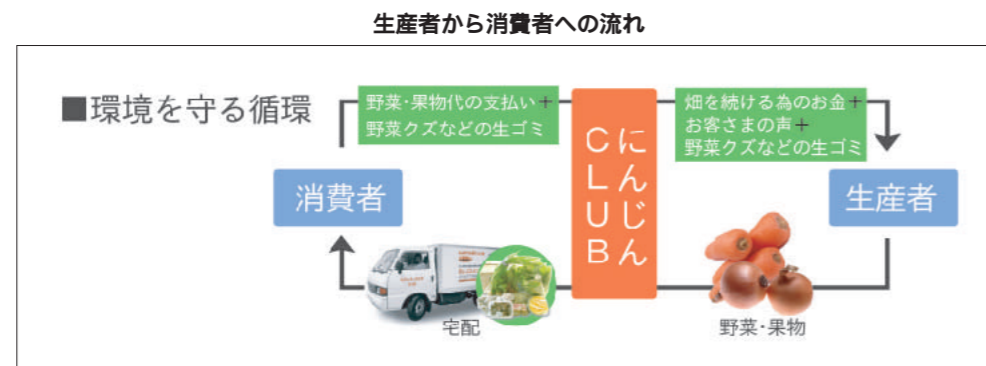 生産者から消費者への流れ
■環境を守る循環
野菜・果物代の支払い+
野菜クズなどの生ゴミ
畑を続ける為のお金+
お客さまの声+
野菜クズなどの生ゴミ
にんじん
CLUB
消費者
生産者
宅配
野菜・果物